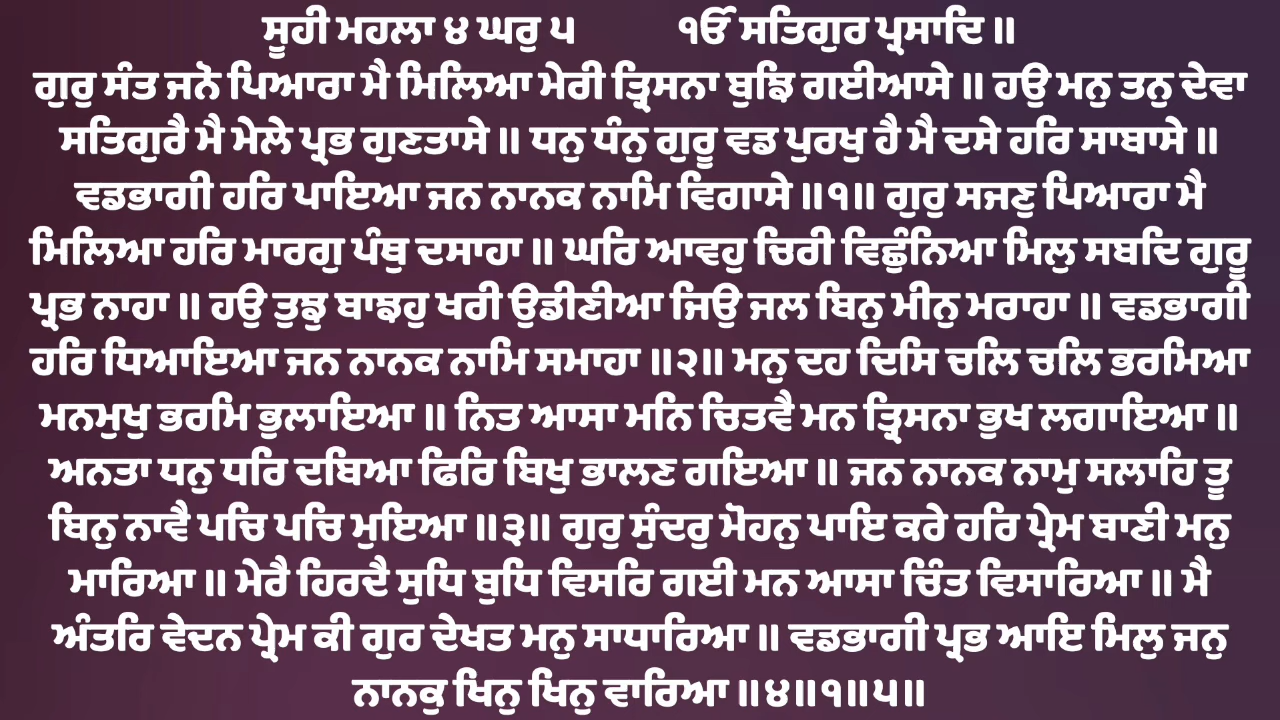 ਸੂਹੀ ਮਹਲਾ ੪ ਘਰੁ ੫ ੴ ਸਤਿਗੁਰ ਪ੍ਰਸਾਦਿ ॥
ਗੁਰੁ ਸੰਤ ਜਨੋ ਪਿਆਰਾ ਮੈ ਮਿਲਿਆ ਮੇਰੀ ਤ੍ਰਿਸਨਾ ਬੁਝਿ ਗਈਆਸੇ ॥ ਹਉ ਮਨੁ ਤਨੁ ਦੇਵਾ
ਸਤਿਗੁਰੈ ਮੈ ਮੇਲੇ ਪ੍ਰਭ ਗੁਣਤਾਸੇ ॥ ਧਨੁ ਧੰਨੁ ਗੁਰੂ ਵਡ ਪੁਰਖੁ ਹੈ ਮੈ ਦਸੇ ਹਰਿ ਸਾਬਾਸੇ ॥
ਵਡਭਾਗੀ ਹਰਿ ਪਾਇਆ ਜਨ ਨਾਨਕ ਨਾਮਿ ਵਿਗਾਸੇ ॥੧॥ ਗੁਰੁ ਸਜਣੁ ਪਿਆਰਾ ਮੈ
ਮਿਲਿਆ ਹਰਿ ਮਾਰਗੁ ਪੰਥੁ ਦਸਾਹਾ ॥ ਘਰਿ ਆਵਹੁ ਚਿਰੀ ਵਿਛੁੰਨਿਆ ਮਿਲੁ ਸਬਦਿ ਗੁਰੂ
ਪ੍ਰਭ ਨਾਹਾ ॥ ਹਉ ਤੁਝੁ ਬਾਝਹੁ ਖਰੀ ਉਡੀਣੀਆ ਜਿਉ ਜਲ ਬਿਨੁ ਮੀਨੁ ਮਰਾਹਾ ॥ ਵਡਭਾਗੀ
ਹਰਿ ਧਿਆਇਆ ਜਨ ਨਾਨਕ ਨਾਮਿ ਸਮਾਹਾ ॥੨॥ ਮਨੁ ਦਹ ਦਿਸਿ ਚਲਿ ਚਲਿ ਭਰਮਿਆ
ਮਨਮੁਖੁ ਭਰਮਿ ਭੁਲਾਇਆ ॥ ਨਿਤ ਆਸਾ ਮਨਿ ਚਿਤਵੈ ਮਨ ਤ੍ਰਿਸਨਾ ਭੁਖ ਲਗਾਇਆ ॥
ਅਨਤਾ ਧਨੁ ਧਰਿ ਦਬਿਆ ਫਿਰਿ ਬਿਖੁ ਭਾਲਣ ਗਇਆ ॥ ਜਨ ਨਾਨਕ ਨਾਮੁ ਸਲਾਹਿ ਤੂ
ਬਿਨੁ ਨਾਵੈ ਪਚਿ ਪਚਿ ਮੁਇਆ ॥੩॥ ਗੁਰੁ ਸੁੰਦਰੁ ਮੋਹਨੁ ਪਾਇ ਕਰੇ ਹਰਿ ਪ੍ਰੇਮ ਬਾਣੀ ਮਨੁ
ਮਾਰਿਆ ॥ ਮੇਰੈ ਹਿਰਦੈ ਸੁਧਿ ਬੁਧਿ ਵਿਸਰਿ ਗਈ ਮਨ ਆਸਾ ਚਿੰਤ ਵਿਸਾਰਿਆ ॥ ਮੈ
ਅੰਤਰਿ ਵੇਦਨ ਪ੍ਰੇਮ ਕੀ ਗੁਰ ਦੇਖਤ ਮਨੁ ਸਾਧਾਰਿਆ ॥ ਵਡਭਾਗੀ ਪ੍ਰਭ ਆਇ ਮਿਲੁ ਜਨੁ
ਨਾਨਕੁ ਖਿਨੁ ਖਿਨੁ ਵਾਰਿਆ ॥੪॥੧॥੫॥